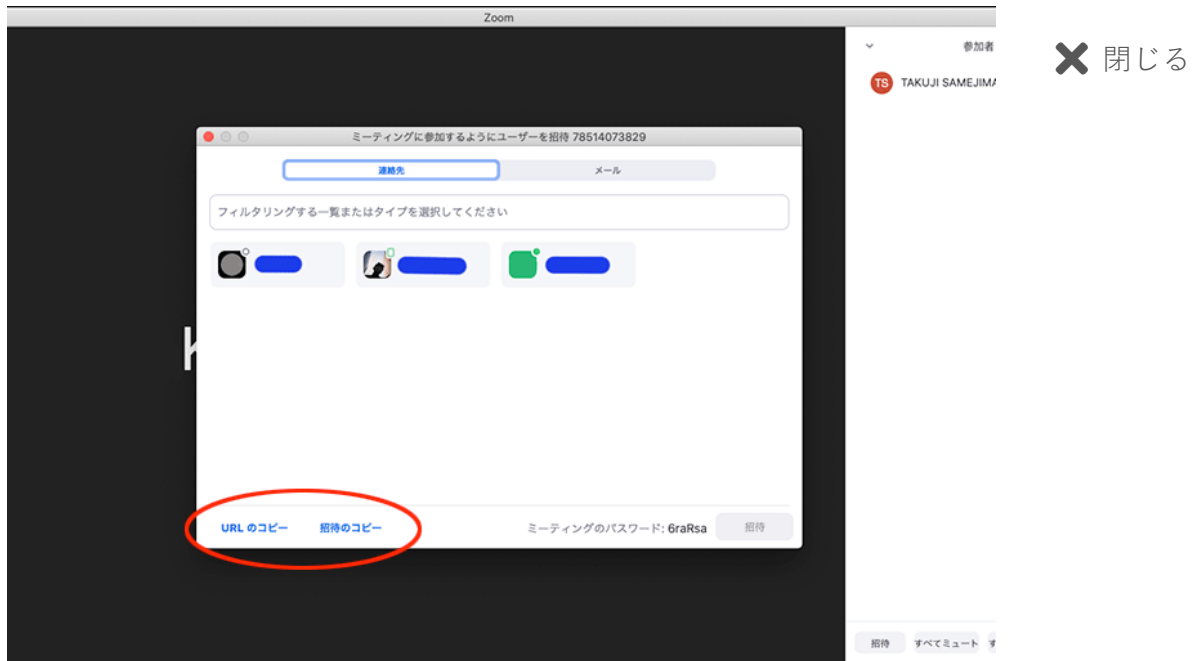 Zoom
参加者
閉じる
TS
TAKUJI SAMEJIMA
ミーティングに参加するようにユーザーを招待 78514073829
連絡先
メール
フィルタリングする一覧またはタイプを選択してください
URL のコピー
招待のコピー
ミーティングのパスワード: 6raRsa
招待
招待
すべてミュート
す